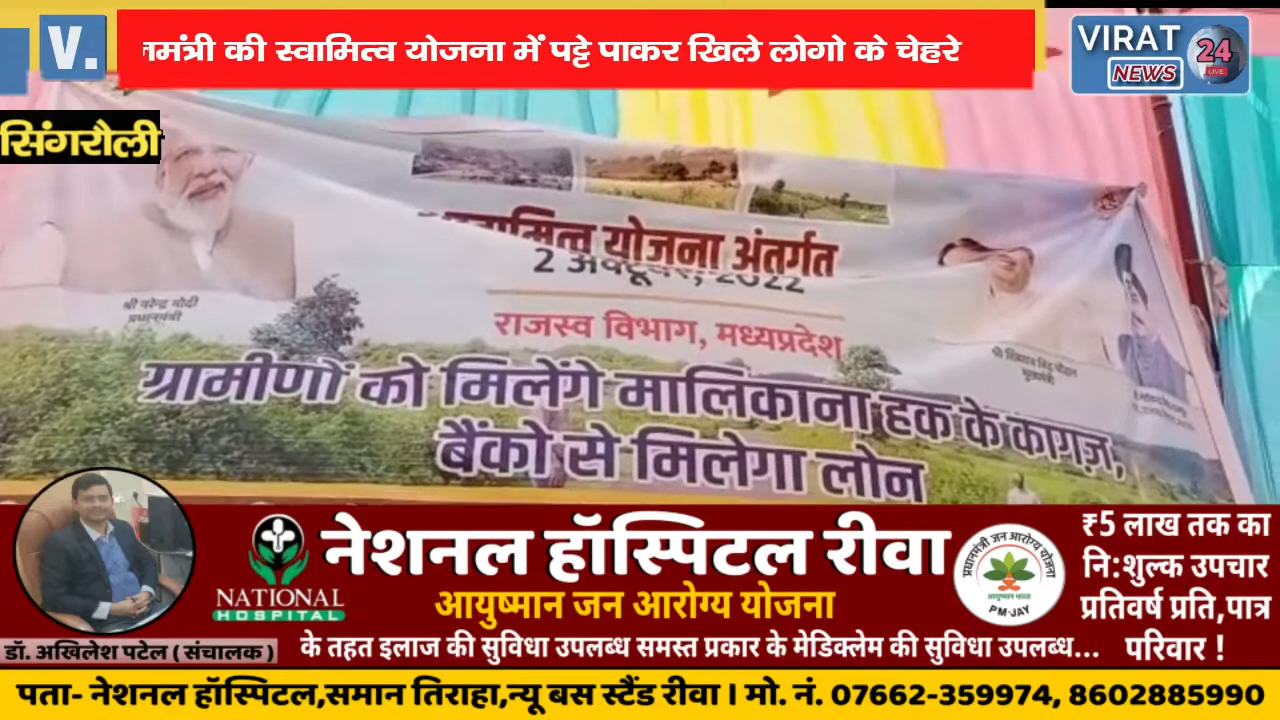 V.
की स्वामित्व योजना में पट्टे पाकर खिले लोगो के चेहरे
VIRAT
NEWS
24
LIVE
सिंगरौली
योजना अंतर्गत
2 अक्टूबर, 2022
राजस्व विभाग, मध्यप्रदेश
श्री नरेन्द्र मोदी
प्रधानमंत्री
मुख्यमंत्री
ग्रामीणों को मिलेंगे मालिकाना हक के कागज़,
बैंको से मिलेगा लोन
नेशनल हॉस्पिटल रीवा
NATIONAL
HOSPITAL
आयुष्मान जन आरोग्य योजना
के तहत इलाज की सुविधा उपलब्ध समस्त प्रकार के मेडिक्लेम की सुविधा उपलब्ध...
प्रधानमंत्री जन आरोग्य योजना
आयुष्मान भारत
PM-JAY
₹5 लाख तक का
नि:शुल्क उपचार
प्रतिवर्ष प्रति,पात्र
परिवार !
डॉ. अखिलेश पटेल ( संचालक )
पता- नेशनल हॉस्पिटल,समान तिराहा,न्यू बस स्टैंड रीवा । मो. नं. 07662-359974, 8602885990